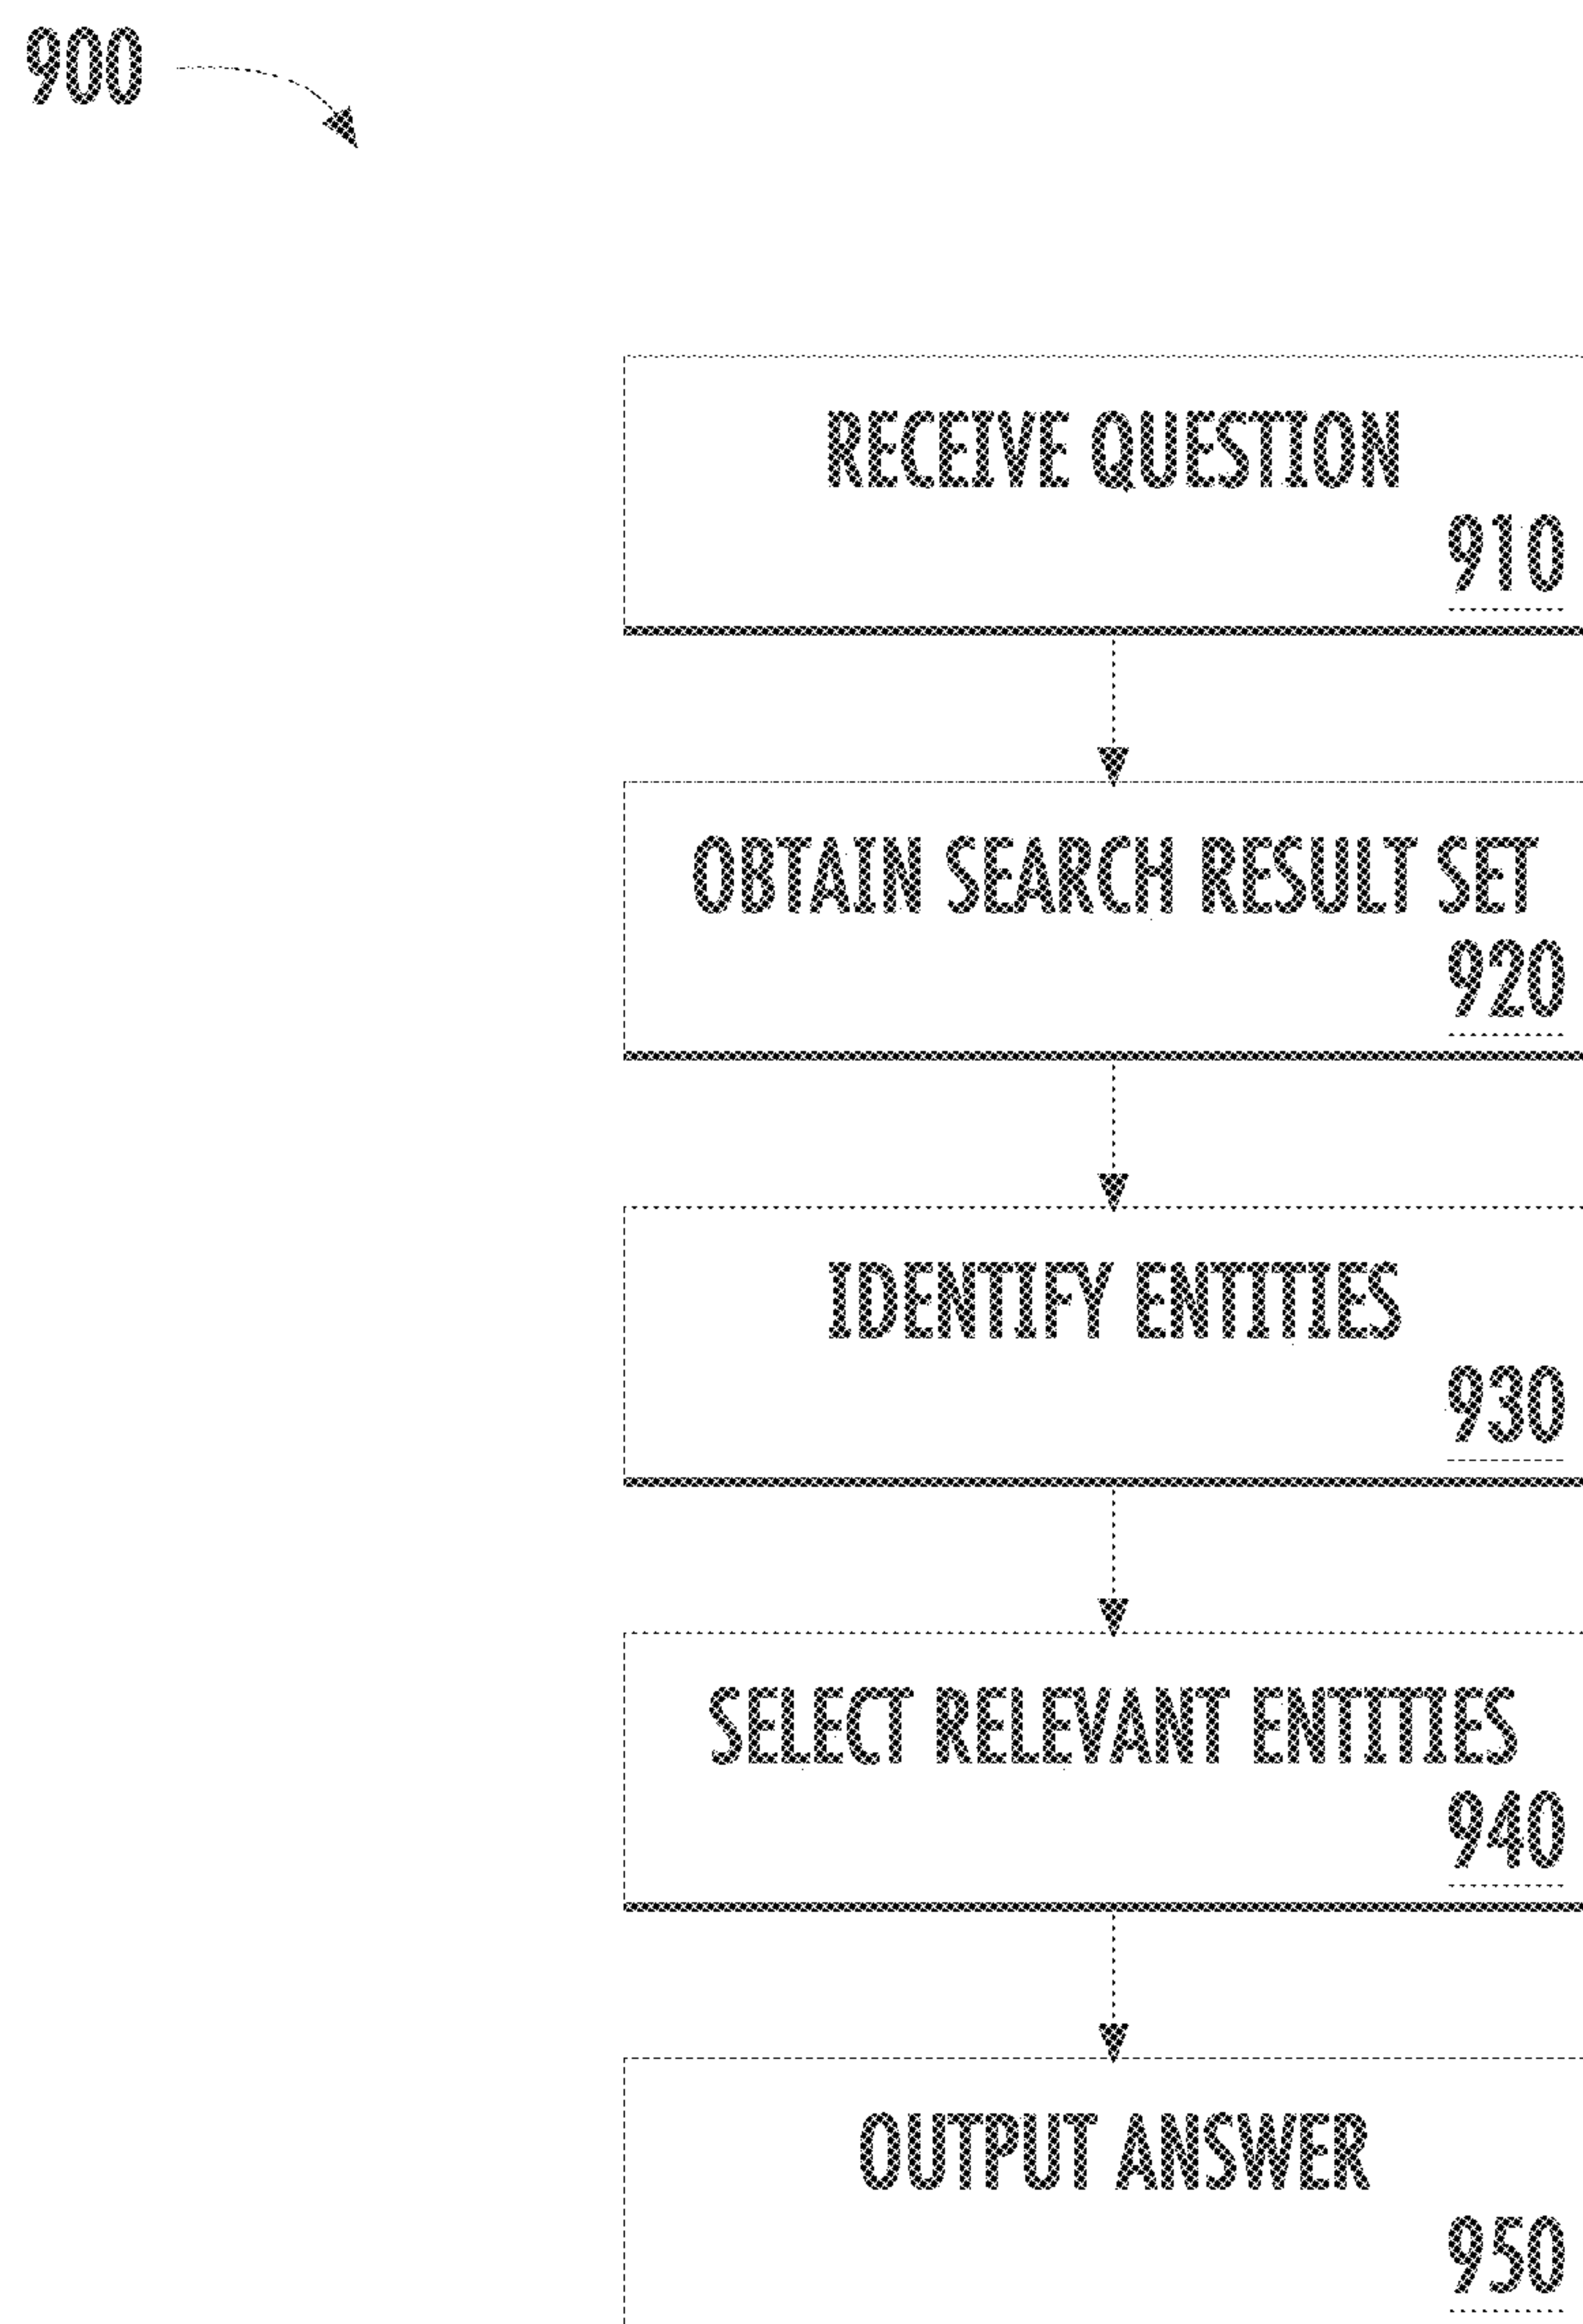 900
RECEIVE QUESTION
910
OBTAIN SEARCH RESULT SET
920
IDENTIFY ENTITIES
930
SELECT RELEVANT ENTITIES
940
OUTPUT ANSWER
950